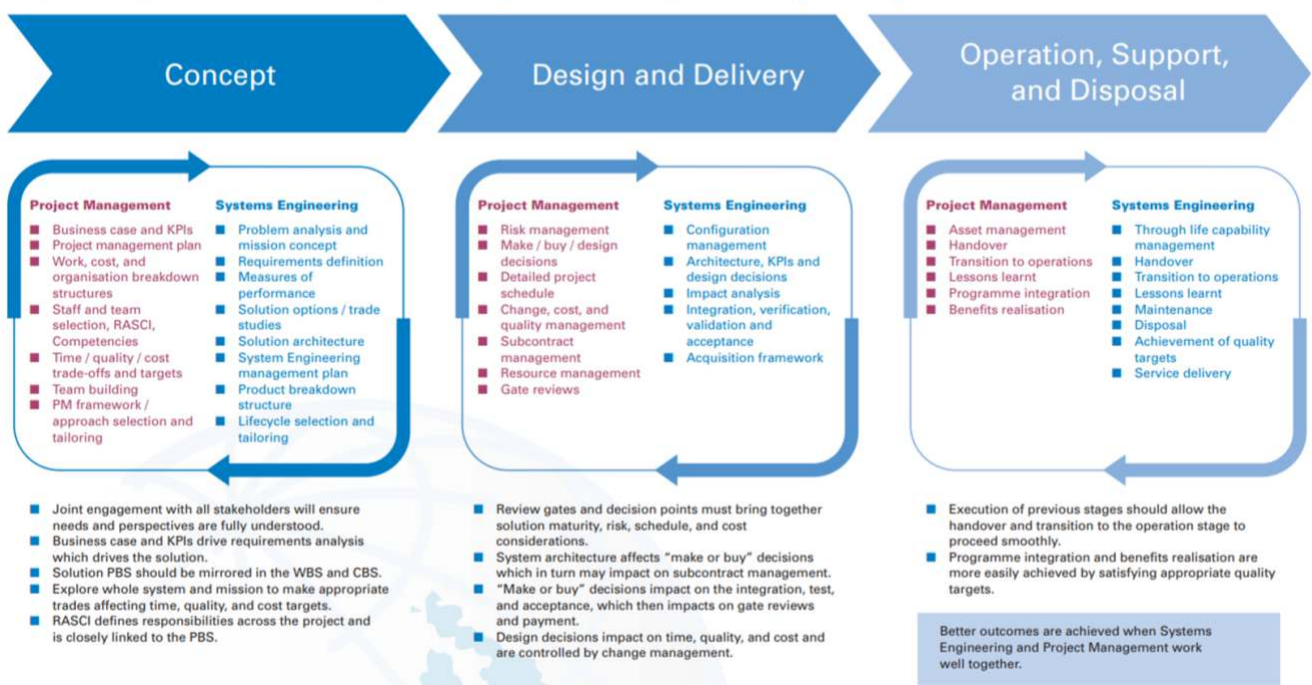 Concept
Project Management
Business case and KPIs
Project management plan
Work, cost, and
organisation breakdown
structures
Staff and team
selection, RASCI,
Competencies
Time / quality / cost
trade-offs and targets
Team building
PM framework /
approach selection and
tailoring
Systems Engineering
Problem analysis and
mission concept
Requirements definition
Measures of
performance
Solution options / trade
studies
Solution architecture
System Engineering
management plan
Product breakdown
structure
Lifecycle selection and
tailoring
Joint engagement with all stakeholders will ensure
needs and perspectives are fully understood.
Business case and KPIs drive requirements analysis
which drives the solution.
Solution PBS should be mirrored in the WBS and CBS.
Explore whole system and mission to make appropriate
trades affecting time, quality, and cost targets.
RASCI defines responsibilities across the project and
is closely linked to the PBS.
Design and Delivery
Project Management
Risk management
Make / buy / design
decisions
Detailed project
schedule
Change, cost, and
quality management
Subcontract
management
Resource management
Gate reviews
Systems Engineering
Configuration
management
Architecture, KPIs and
design decisions
Impact analysis
Integration, verification,
validation and
acceptance
Acquisition framework
Review gates and decision points must bring together
solution maturity, risk, schedule, and cost
considerations.
System architecture affects “make or buy” decisions
which in turn may impact on subcontract management.
“Make or buy” decisions impact on the integration, test,
and acceptance, which then impacts on gate reviews
and payment.
Design decisions impact on time, quality, and cost and
are controlled by change management.
Operation, Support,
and Disposal
Project Management
Asset management
Handover
Transition to operations
Lessons learnt
Programme integration
Benefits realisation
Systems Engineering
Through life capability
management
Handover
Transition to operations
Lessons learnt
Maintenance
Disposal
Achievement of quality
targets
Service delivery
Execution of previous stages should allow the
handover and transition to the operation stage to
proceed smoothly.
Programme integration and benefits realisation are
more easily achieved by satisfying appropriate quality
targets.
Better outcomes are achieved when Systems
Engineering and Project Management work
well together.